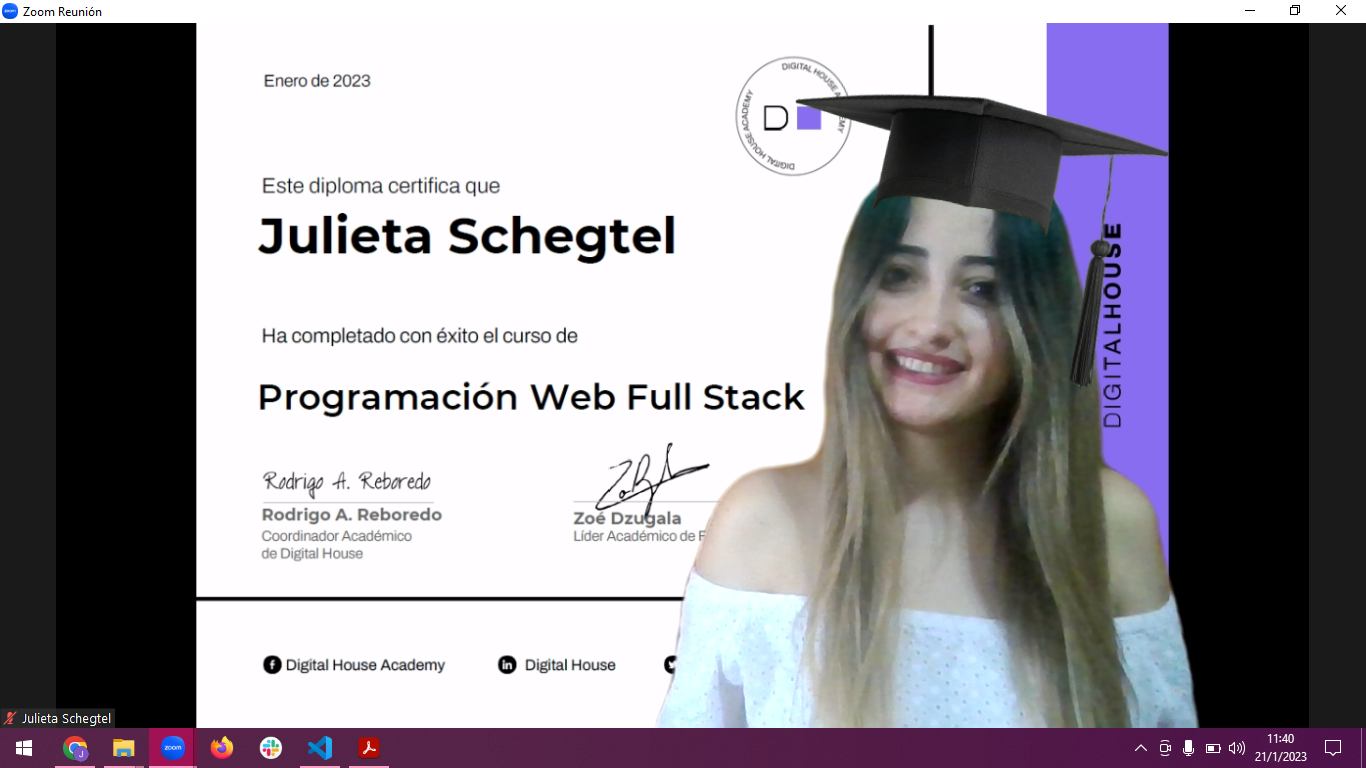 Zoom Reunión
Enero de 2023
DIGITAL HOUSE
DIGITAL HOUSE ACADEMY
D
Este diploma certifica que
Julieta Schegtel
Ha completado con éxito el curso de
Programación Web Full Stack
DIGITALHOUSE
Rodrigo A. Reboredo
Rodrigo A. Reboredo
Coordinador Académico
de Digital House
Zoé Dzugala
Líder Académico de F
Digital House Academy
Digital House
Julieta Schegtel
zoom
11:40
21/1/2023